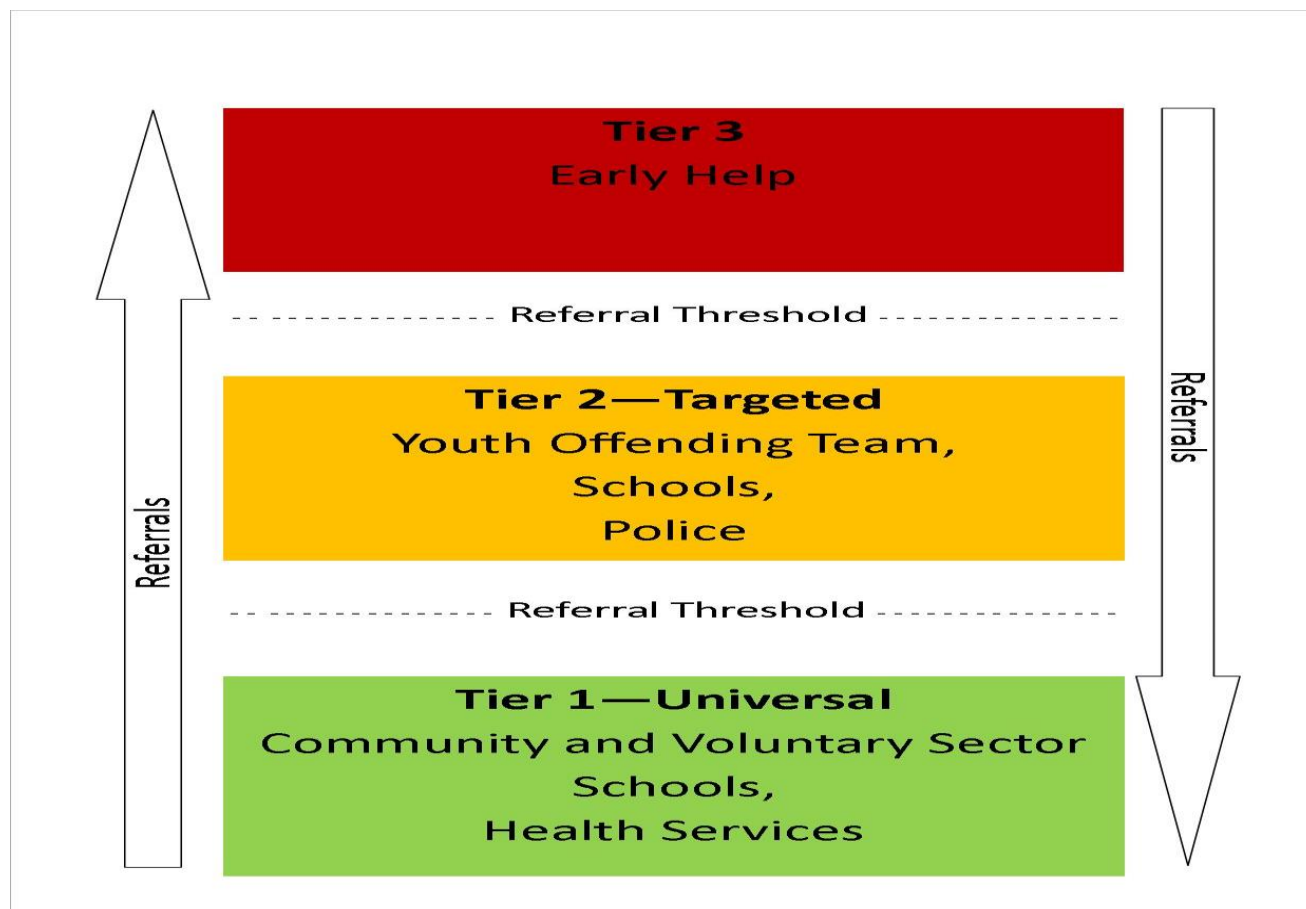 Tier 3
Early Help
Referral Threshold
Tier 2—Targeted
Youth Offending Team,
Schools,
Police
Referral Threshold
Tier 1—Universal
Community and Voluntary Sector
Schools,
Health Services
Referrals
Referrals